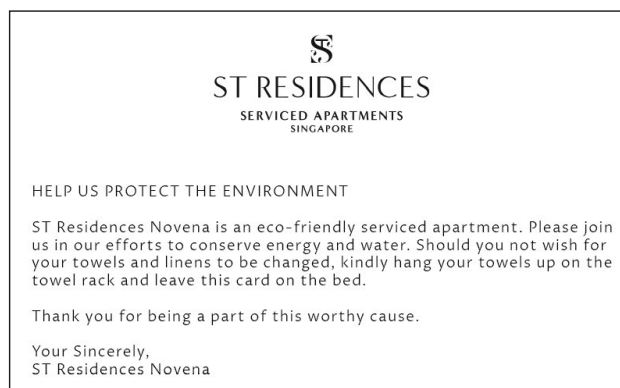 ST RESIDENCES
SERVICED APARTMENTS
SINGAPORE
HELP US PROTECT THE ENVIRONMENT
ST Residences Novena is an eco-friendly serviced apartment. Please join
us in our efforts to conserve energy and water. Should you not wish for
your towels and linens to be changed, kindly hang your towels up on the
towel rack and leave this card on the bed.
Thank you for being a part of this worthy cause.
Your Sincerely,
ST Residences Novena